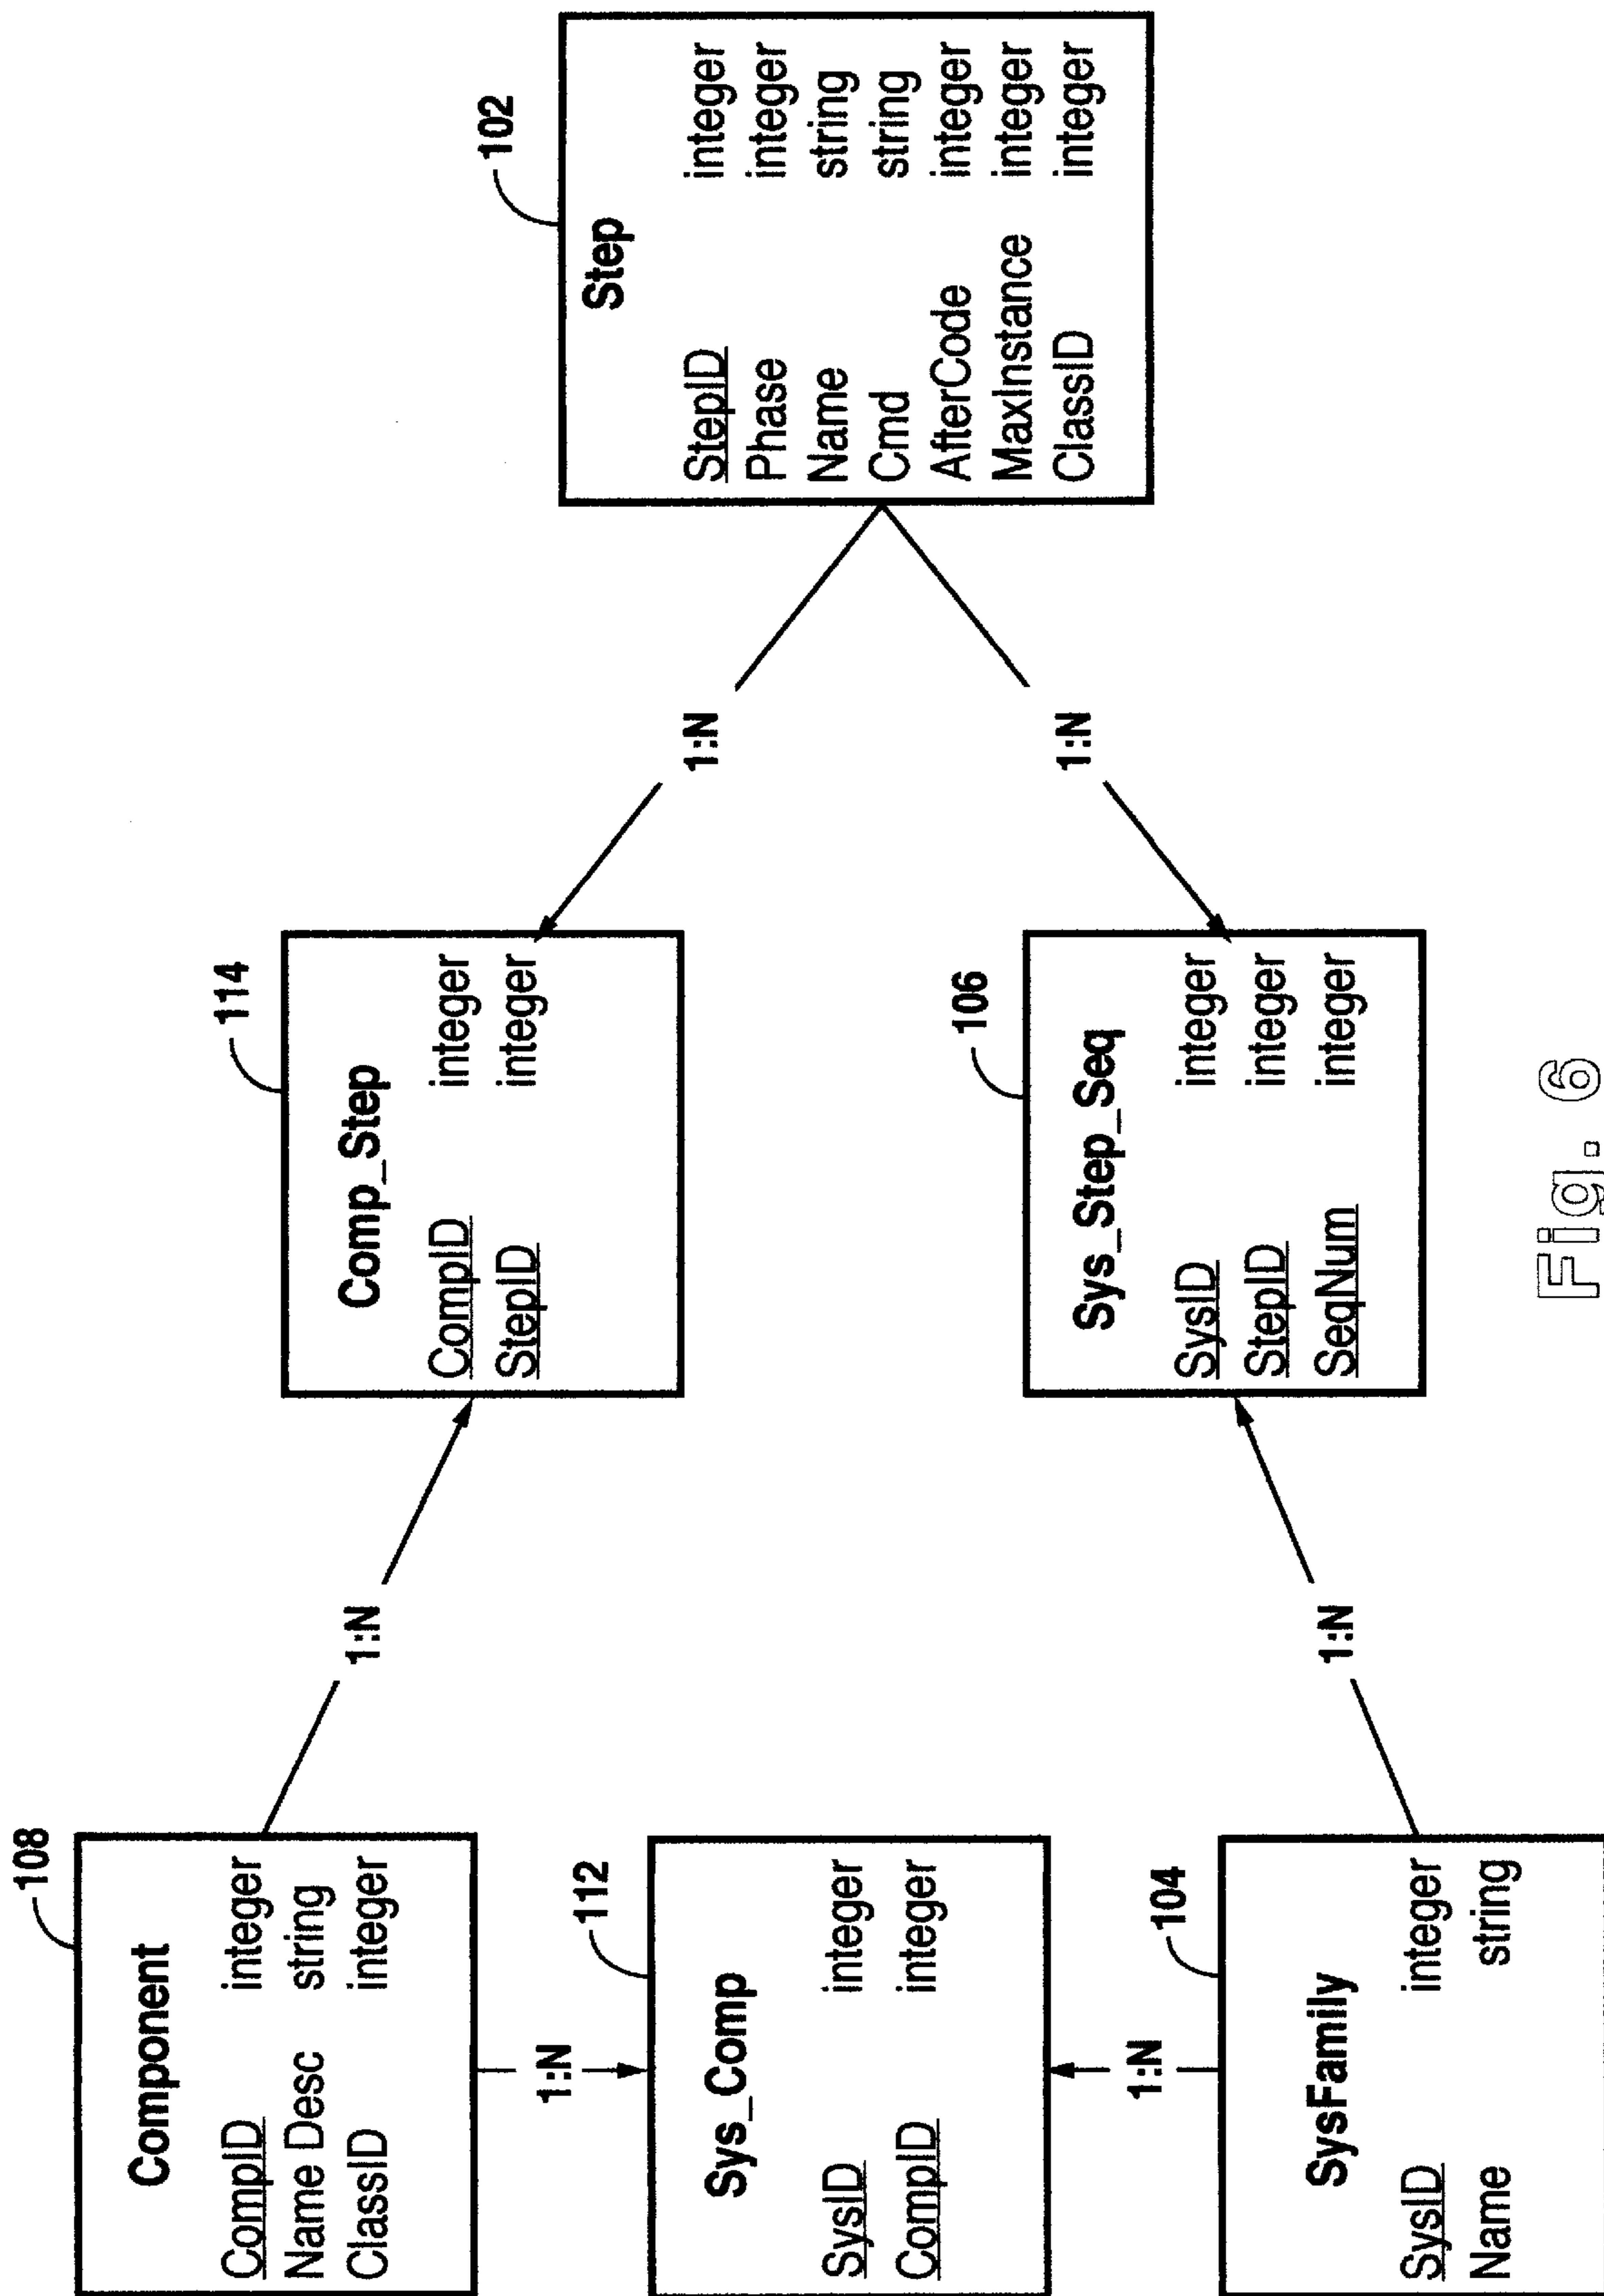 108
Component
CompID integer
Name Desc string
ClassID integer
1:N
112
Sys_Comp
SysID integer
CompID integer
1:N
104
SysFamily
SysID integer
Name string
1:N
114
Comp_Step
CompID integer
StepID integer
1:N
106
Sys_Step_Seq
SysID integer
StepID integer
SeqNum integer
1:N
102
Step
StepID integer
Phase integer
Name string
Cmd string
AfterCode integer
MaxInstance integer
ClassID integer
1:N
Fig. 6